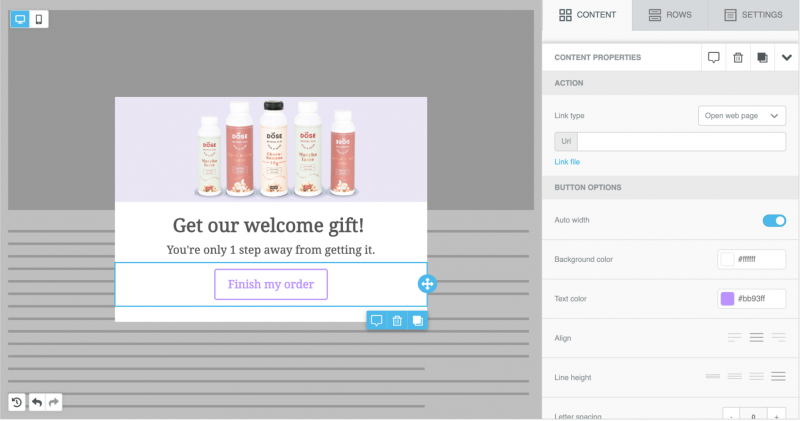 CONTENT
ROWS
SETTINGS
CONTENT PROPERTIES
ACTION
Link type
Open web page
Url
Link file
BUTTON OPTIONS
Auto width
Background color
#ffffff
Text color
#bb93ff
Align
Line height
Letter spacing
-
0
+
DOSE
DOSE
DOSE
DOSE
Get our welcome gift!
You're only 1 step away from getting it.
Finish my order